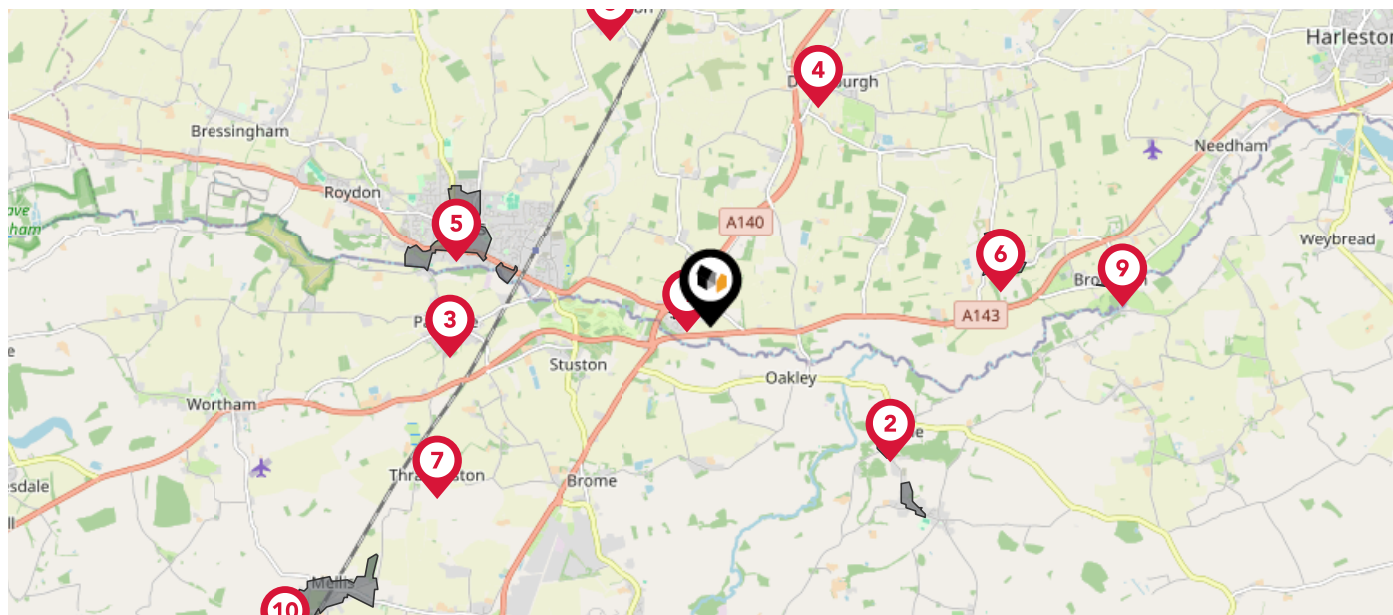 Harleston
4
Bressingham
Needham
Roydon
5
A140
Weybread
6
9
A143
3
Stuston
Oakley
Wortham
2
7
Brome
Mellis
10